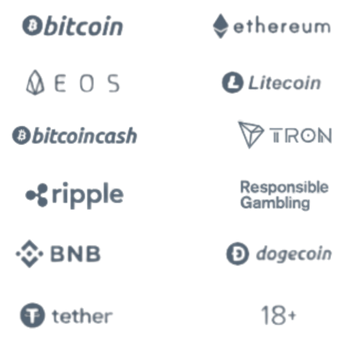 bitcoin
ethereum
EOS
Litecoin
bitcoincash
TRON
ripple
Responsible
Gambling
BNB
dogecoin
tether
18+